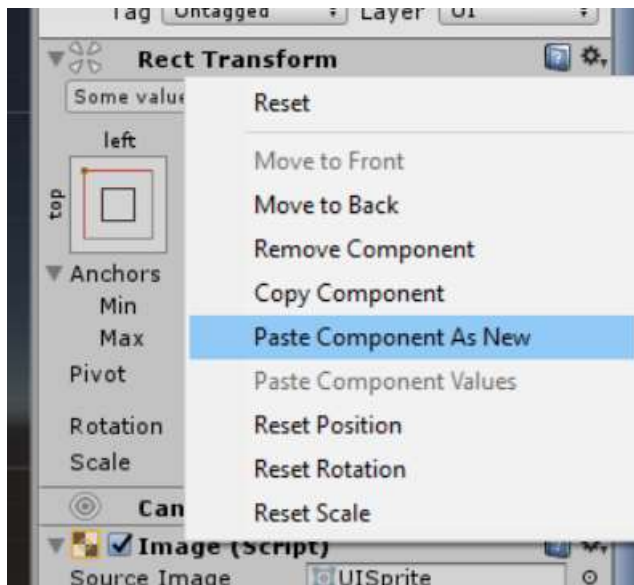 Tag Untagged Layer UI
Rect Transform
Some value
Reset
left
Move to Front
top
Move to Back
Remove Component
Anchors
Copy Component
Min
Max
Paste Component As New
Pivot
Paste Component Values
Rotation
Reset Position
Scale
Reset Rotation
Can
Reset Scale
Image (Script)
Source Image UISprite